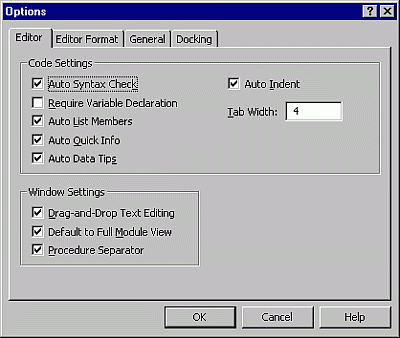 Options
Editor Editor Format General Docking
Code Settings
Auto Syntax Check Auto Indent
Require Variable Declaration
Tab Width: 4
Auto List Members
Auto Quick Info
Auto Data Tips
Window Settings
Drag-and-Drop Text Editing
Default to Full Module View
Procedure Separator
OK Cancel Help